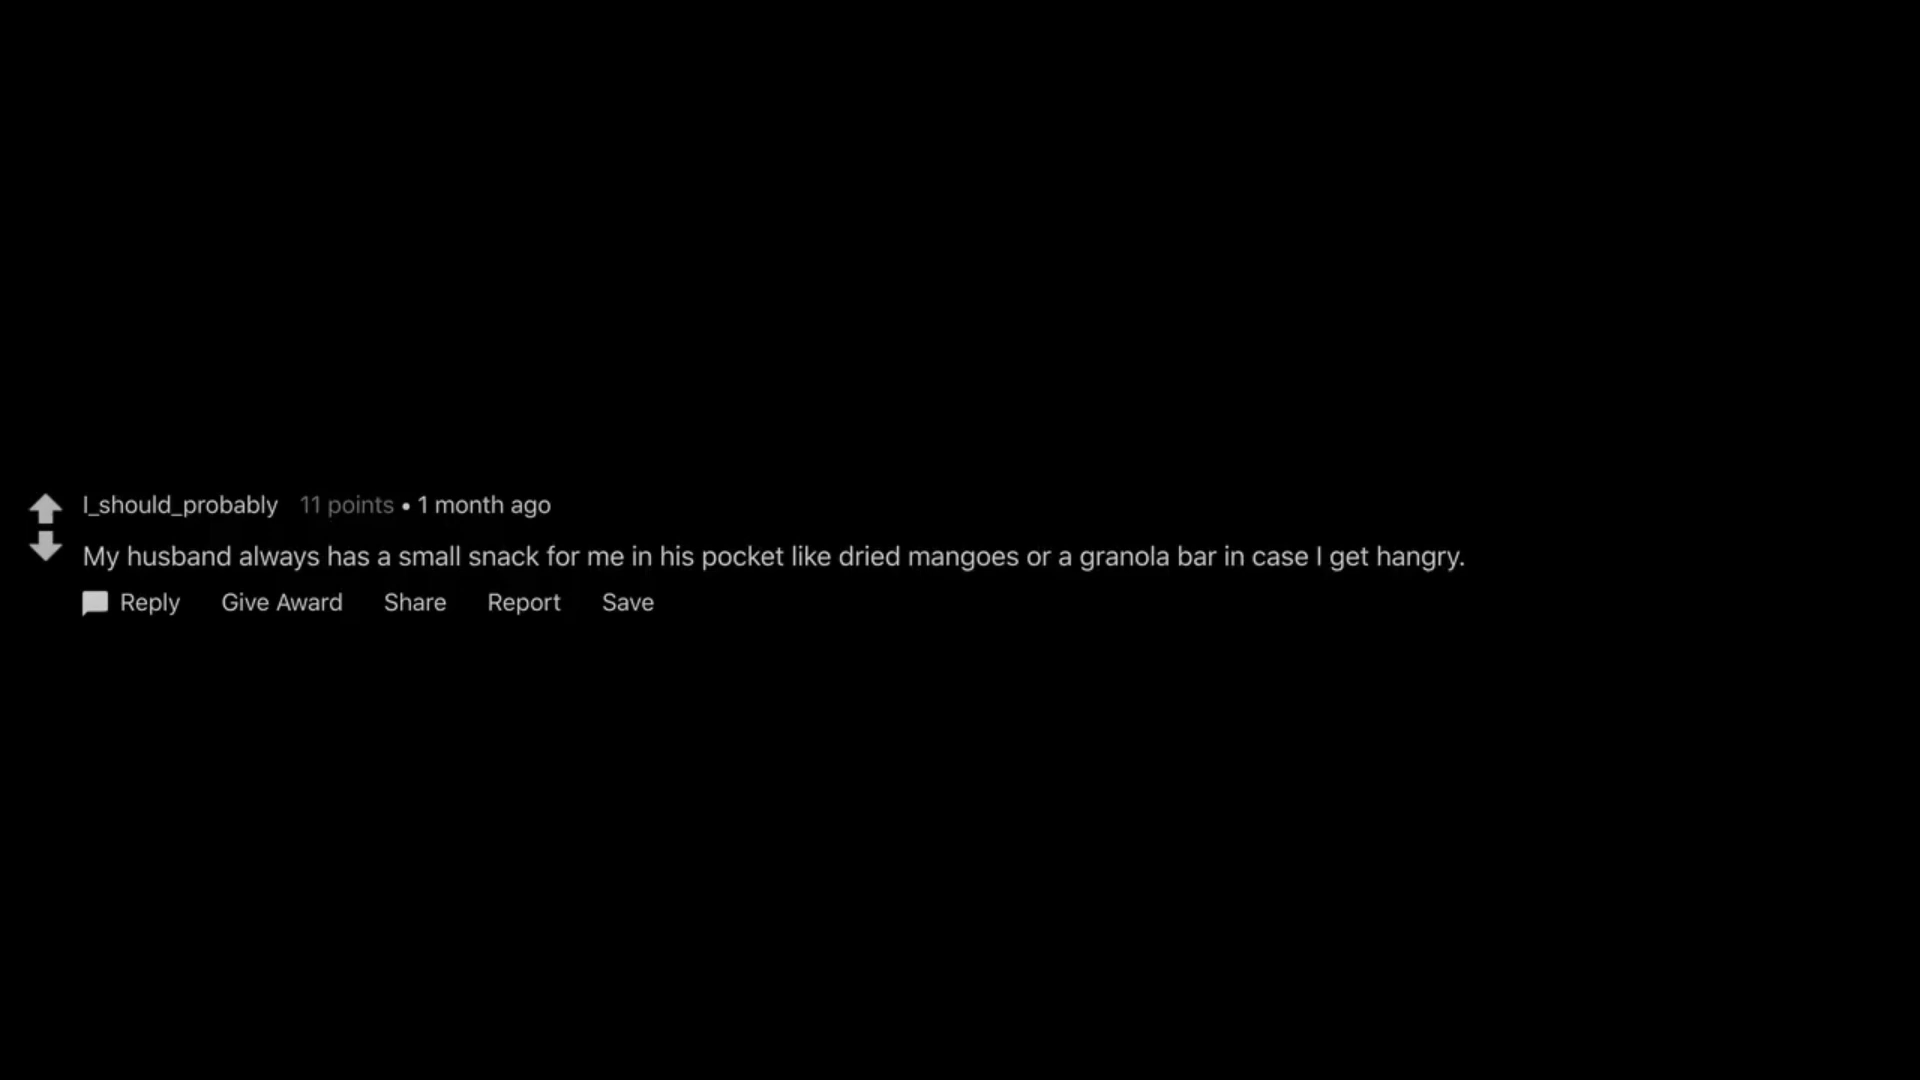 I_should_probably 11 points • 1 month ago
My husband always has a small snack for me in his pocket like dried mangoes or a granola bar in case I get hangry.
Reply Give Award Share Report Save